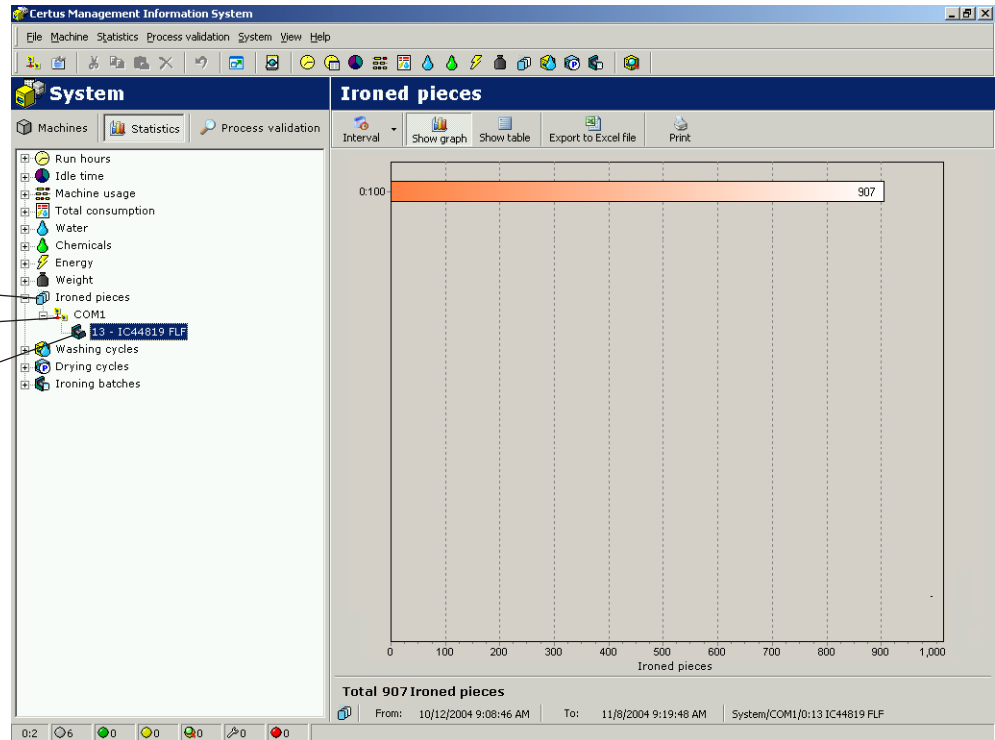 Certus Management Information System
File Machine Statistics Process validation System View Help
System
Ironed pieces
Machines Statistics Process validation
Interval Show graph Show table Export to Excel file Print
Run hours
Idle time
Machine usage
Total consumption
Water
Chemicals
Energy
Weight
Ironed pieces
COM1
13 - IC44819 FLF
Washing cycles
Drying cycles
Ironing batches
0:100
907
0 100 200 300 400 500 600 700 800 900 1,000
Ironed pieces
Total 907 Ironed pieces
From: 10/12/2004 9:08:46 AM To: 11/8/2004 9:19:48 AM System/COM1/0:13 IC44819 FLF
0:2 6 0 0 0 0 0